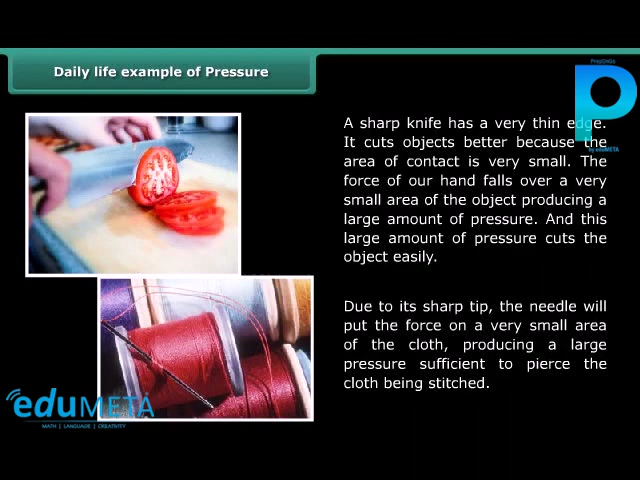 PrepDiGis
Daily life example of Pressure
by eduMETA
A sharp knife has a very thin edge.
It cuts objects better because the
area of contact is very small. The
force of our hand falls over a very
small area of the object producing a
large amount of pressure. And this
large amount of pressure cuts the
object easily.
Due to its sharp tip, the needle will
put the force on a very small area
of the cloth, producing a large
pressure sufficient to pierce the
cloth being stitched.
eduMETA
MATH | LANGUAGE | CREATIVITY